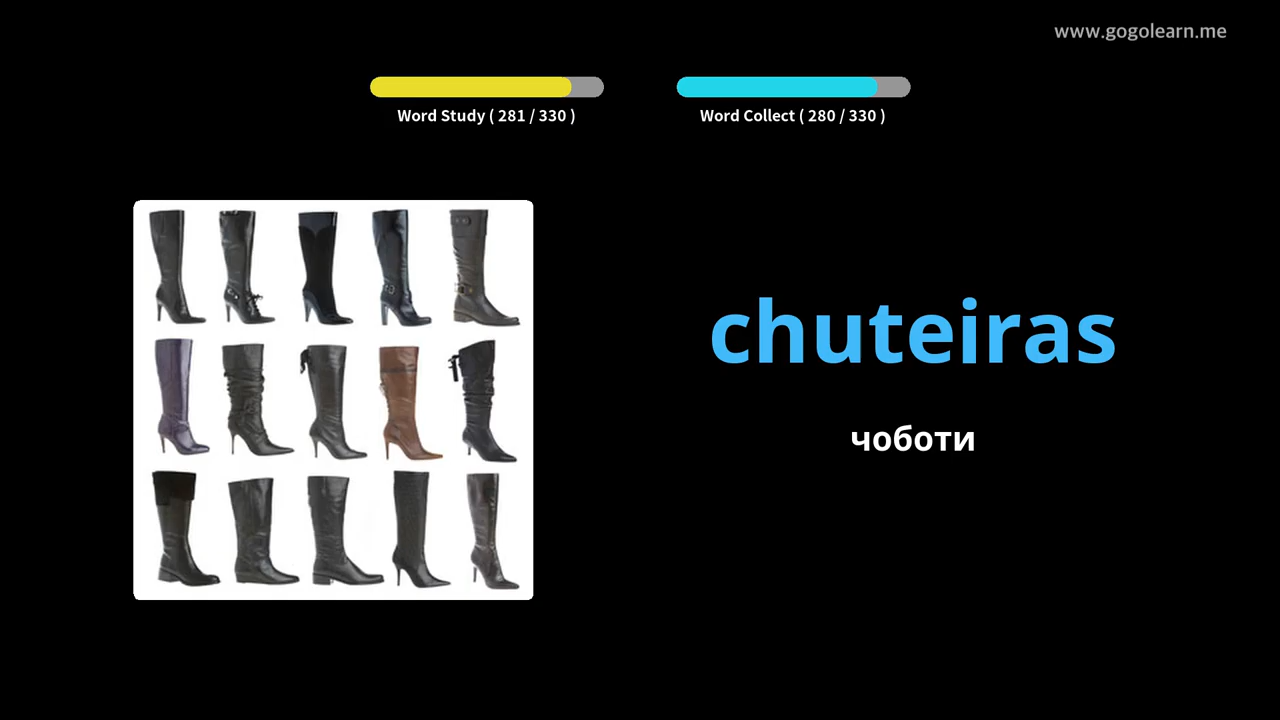 www.gogolearn.me
Word Study ( 281 / 330 )
Word Collect ( 280 / 330 )
chuteiras
чоботи